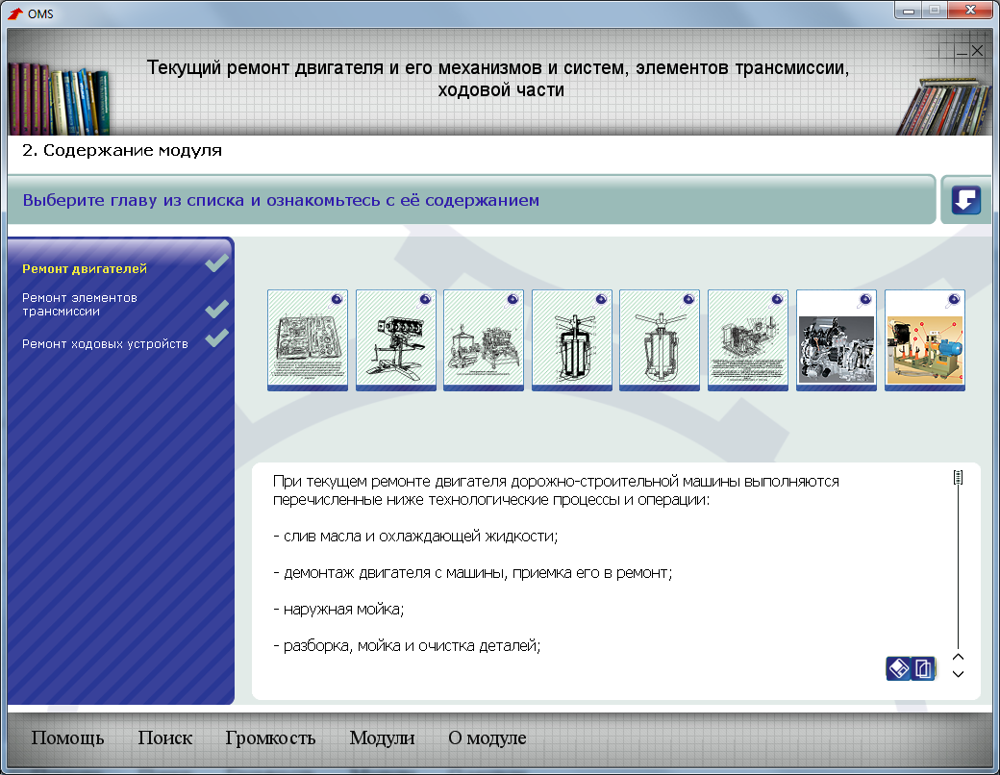 OMS
Текущий ремонт двигателя и его механизмов и систем, элементов трансмиссии,
ходовой части
2. Содержание модуля
Выберите главу из списка и ознакомьтесь с её содержанием
Ремонт двигателей
Ремонт элементов
трансмиссии
Ремонт ходовых устройств
При текущем ремонте двигателя дорожно-строительной машины выполняются
перечисленные ниже технологические процессы и операции:
- слив масла и охлаждающей жидкости;
- демонтаж двигателя с машины, приемка его в ремонт;
- наружная мойка;
- разборка, мойка и очистка деталей;
Помощь Поиск Громкость Модули О модуле